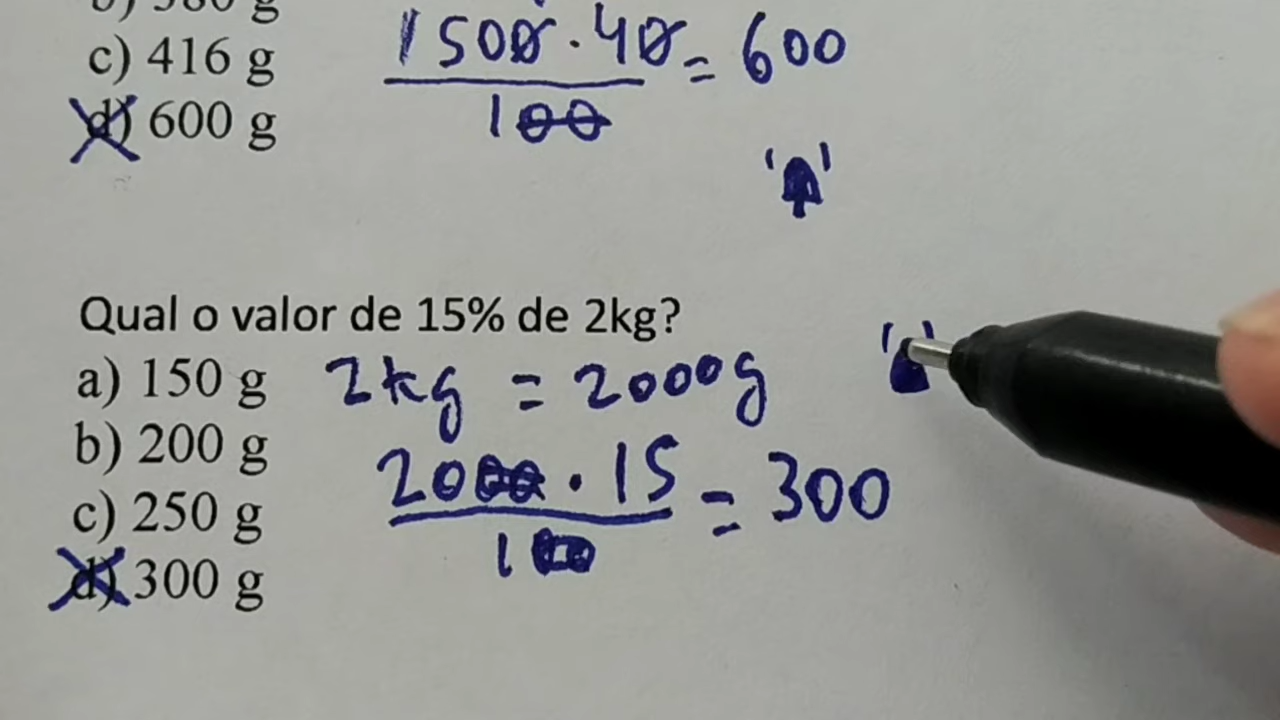 b) 580 g
c) 416 g
d) 600 g
1500 . 40 = 600
100
Qual o valor de 15% de 2kg?
a) 150 g
b) 200 g
c) 250 g
d) 300 g
2kg = 2000g
2000 . 15 = 300
100